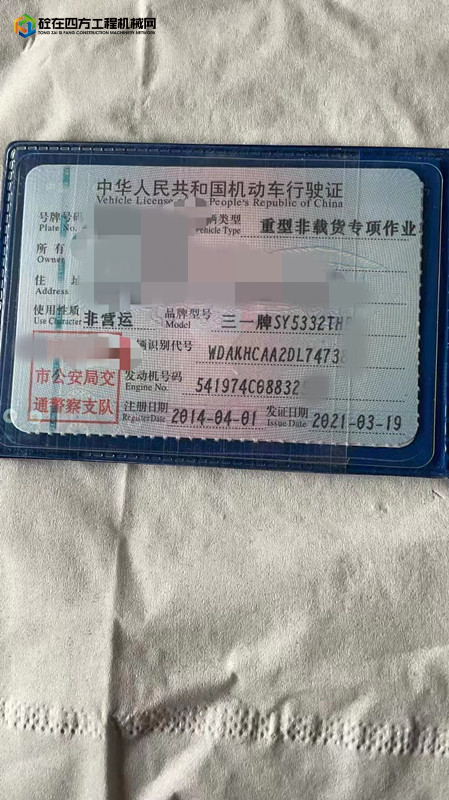 砼在四方工程机械网
TONG ZAI SI FANG CONSTRUCTION MACHINERY NETWORK
中华人民共和国机动车行驶证
Vehicle License People's Republic of China
号牌号码 辆类型 重型非载货专项作业
Plate No. Vehicle Type
所有
Owner
住 址
Address
使用性质 非营运 品牌型号 三一牌SY5332TH
Use Character Model
识别代号 WDAKHCAA2DL7473
市公安局交 发动机号码 541974C08832
通警察支队 Engine No.
注册日期 2014-04-01 发证日期 2021-03-19
Register Date Issue Date